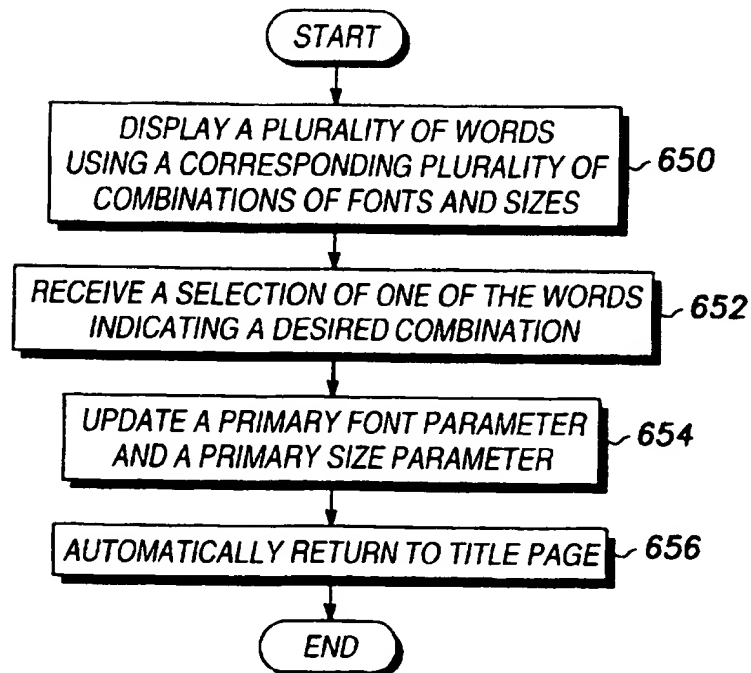 START
DISPLAY A PLURALITY OF WORDS
USING A CORRESPONDING PLURALITY OF
COMBINATIONS OF FONTS AND SIZES
650
RECEIVE A SELECTION OF ONE OF THE WORDS
INDICATING A DESIRED COMBINATION
652
UPDATE A PRIMARY FONT PARAMETER
AND A PRIMARY SIZE PARAMETER
654
AUTOMATICALLY RETURN TO TITLE PAGE
656
END